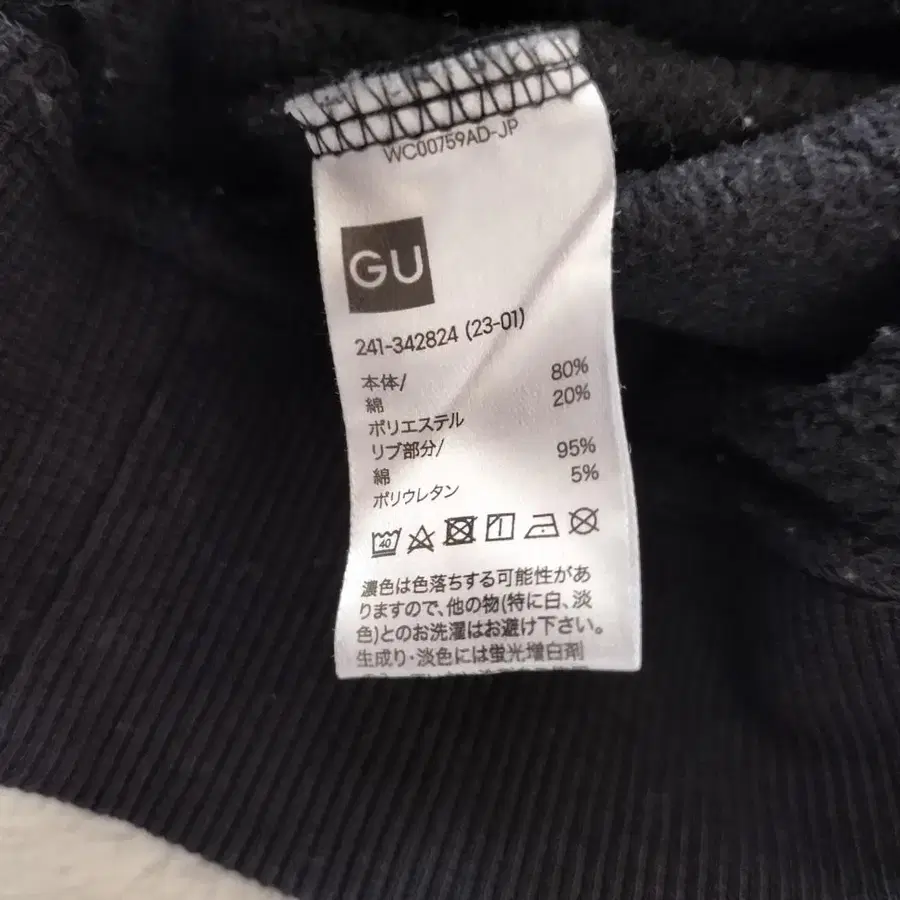 WC00759AD-JP
GU
241-342824 (23-01)
本体/
綿 80%
ポリエステル 20%
リブ部分/
綿 95%
ポリウレタン 5%
40
濃色は色落ちする可能性があ
りますので、他の物(特に白、淡
色)とのお洗濯はお避け下さい。
生成り・淡色には蛍光増白剤